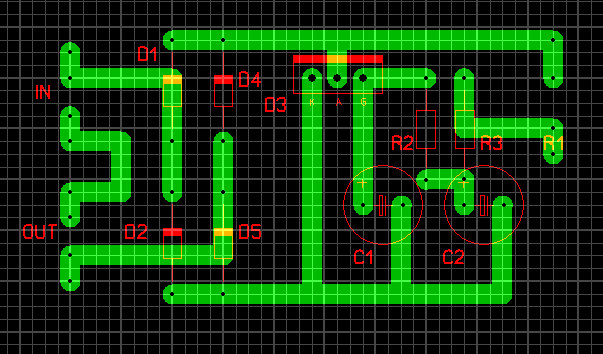 D1
D4
IN
D3
K A G
R2 R3 R1
OUT D2 D5
C1 C2